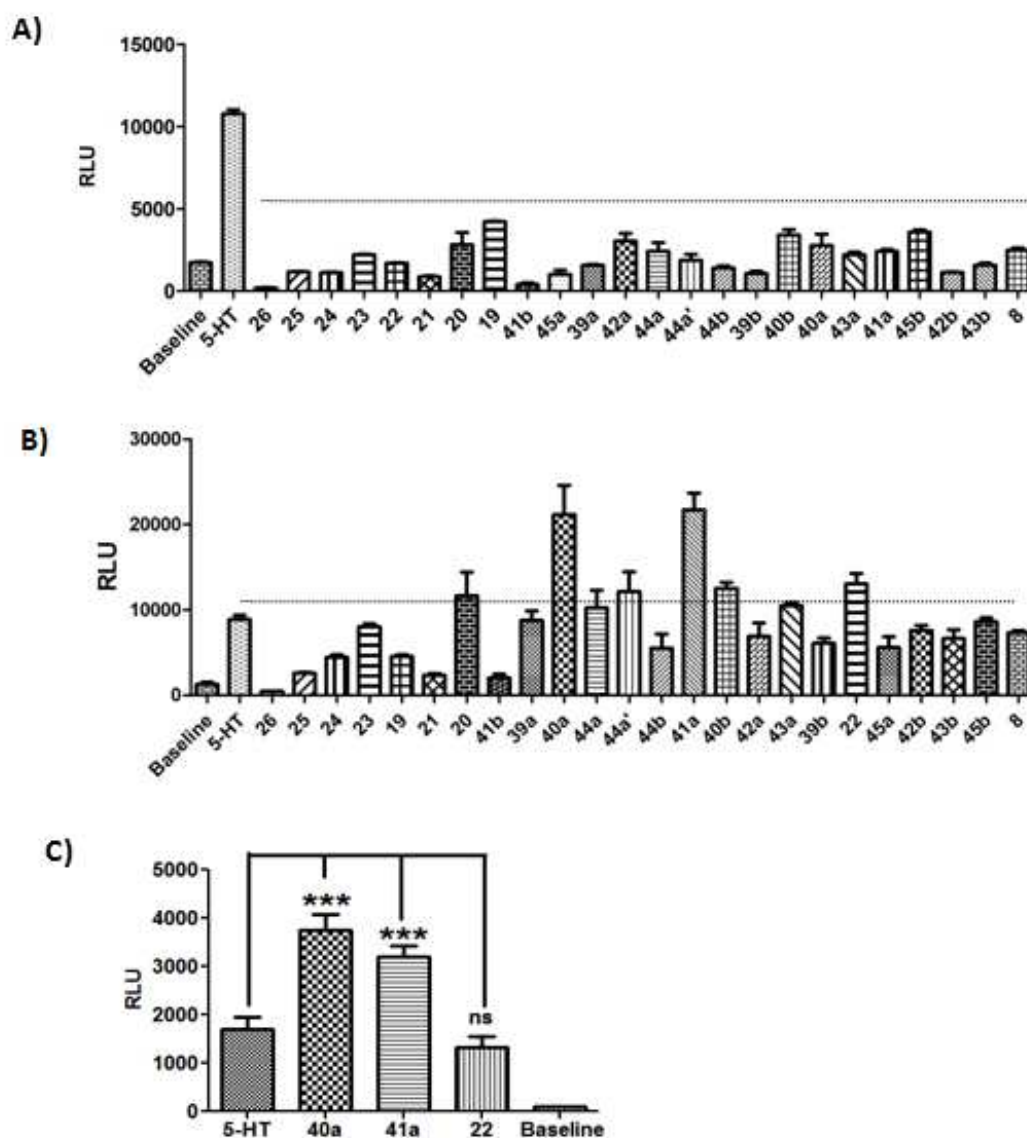 A)
15000
10000
5000
0
RLU
Baseline 5-HT 26 25 24 23 22 21 20 19 41b 45a 39a 42a 44a 44a' 44b 39b 40b 40a 43a 41a 45b 42b 43b 8
B)
30000
20000
10000
0
RLU
Baseline 5-HT 26 25 24 23 19 21 20 41b 39a 40a 44a 44a' 44b 41a 40b 42a 43a 39b 22 45a 42b 43b 45b 8
C)
5000
4000
3000
2000
1000
0
RLU
*** *** ns
5-HT 40a 41a 22 Baseline